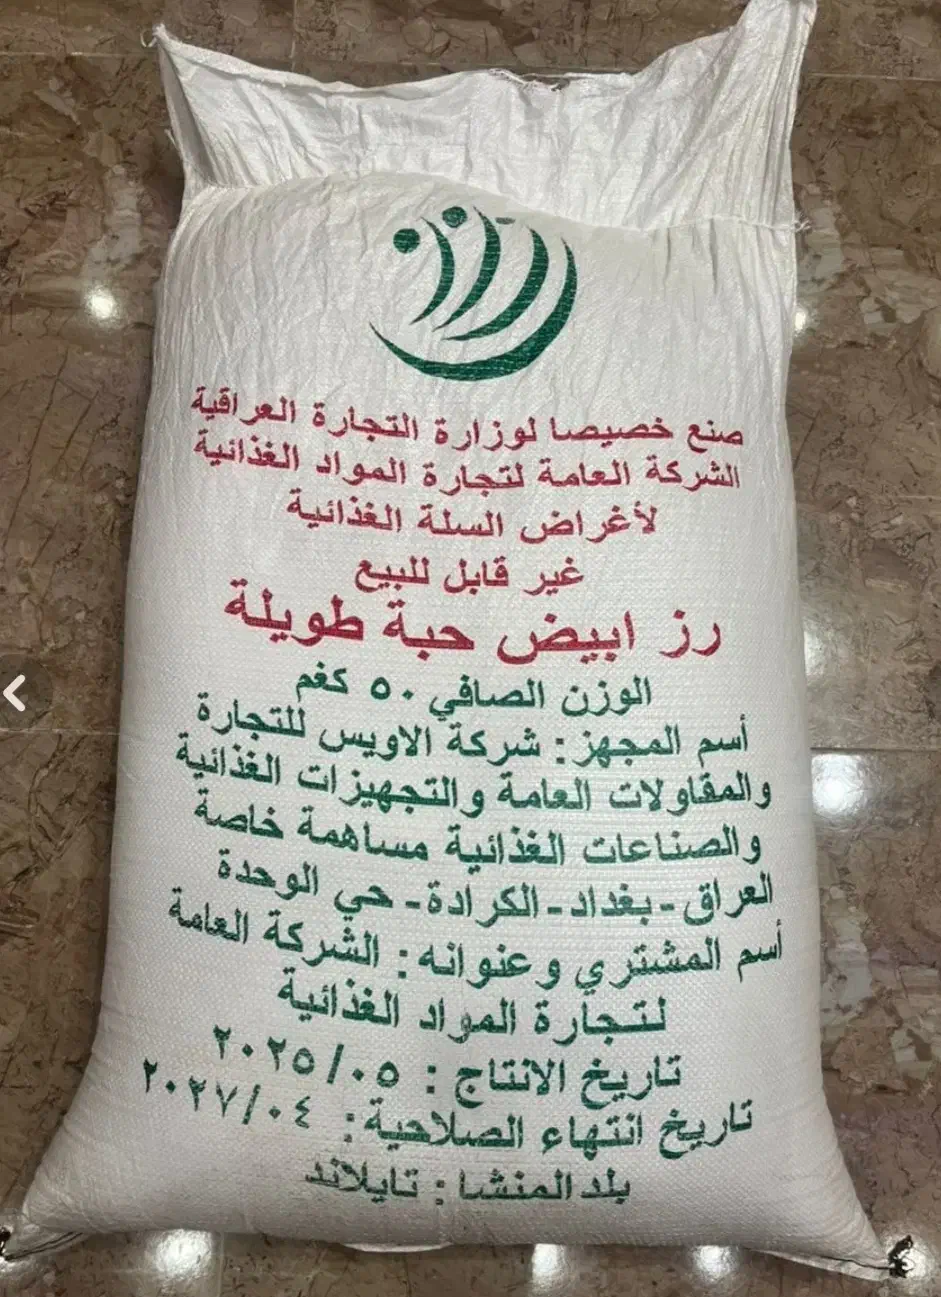 صنع خصيصا لوزارة التجارة العراقية
الشركة العامة لتجارة المواد الغذائية
لأغراض السلة الغذائية
غير قابل للبيع
رز ابيض حبة طويلة
الوزن الصافي ٥٠ كغم
أسم المجهز : شركة الاويس للتجارة
والمقاولات العامة والتجهيزات الغذائية
والصناعات الغذائية مساهمة خاصة
العراق - بغداد - الكرادة - حي الوحدة
أسم المشتري وعنوانه : الشركة العامة
لتجارة المواد الغذائية
تاريخ الانتاج : ٢٠٢٥/٠٥
تاريخ انتهاء الصلاحية : ٢٠٢٧/٠٤
بلد المنشا : تايلاند